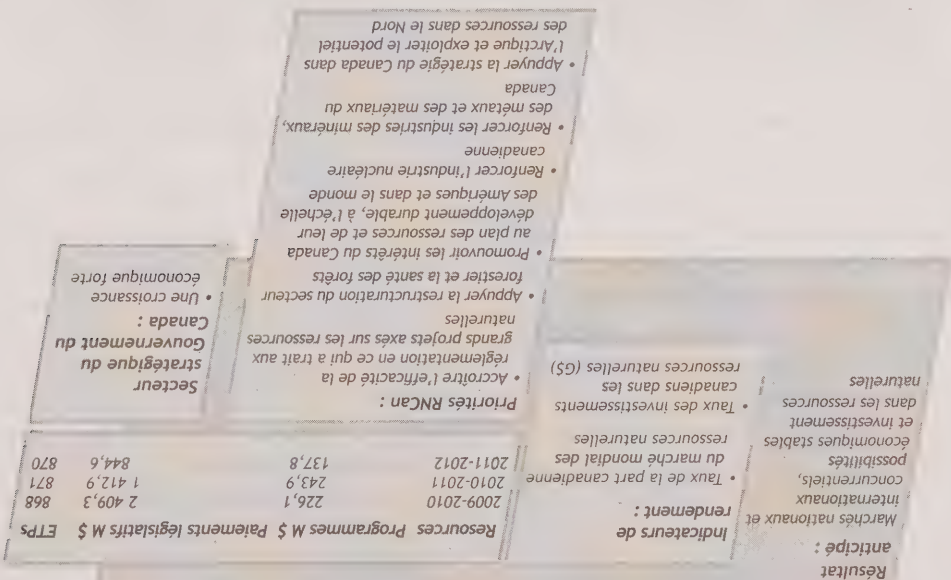 Résultat
anticipé :
Marchés nationaux et
internationaux
concurrentiels,
possibilités
économiques stables
et investissement
dans les ressources
naturelles
Indicateurs de
rendement :
• Taux de la part canadienne
du marché mondial des
ressources naturelles
• Taux des investissements
canadiens dans les
ressources naturelles (G$)
Resources Programmes M $ Paiements législatifs M $ ETPs
2009-2010 226,1 2 409,3 868
2010-2011 243,9 1 412,9 871
2011-2012 137,8 844,6 870
Priorités RNCan :
• Accroître l'efficacité de la
réglementation en ce qui a trait aux
grands projets axés sur les ressources
naturelles
• Appuyer la restructuration du secteur
forestier et la santé des forêts
• Promouvoir les intérêts du Canada
au plan des ressources et de leur
développement durable, à l'échelle
des Amériques et dans le monde
• Renforcer l'industrie nucléaire
canadienne
• Renforcer les industries des minéraux,
des métaux et des matériaux du
Canada
• Appuyer la stratégie du Canada dans
l'Arctique et exploiter le potentiel
des ressources dans le Nord
Secteur
stratégique du
Gouvernement du
Canada :
• Une croissance
économique forte